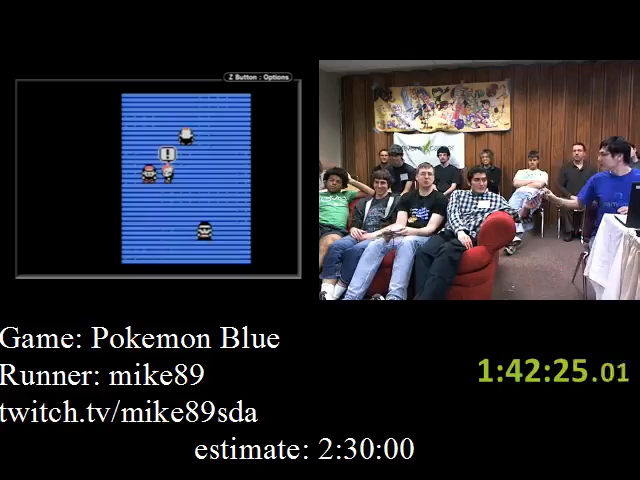 Z Button : Options
!
Game: Pokemon Blue
Runner: mike89
1:42:25.01
twitch.tv/mike89sda
estimate: 2:30:00